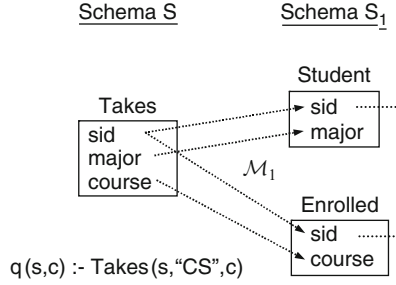 Schema S
Schema S1
Student
sid
major
Takes
sid
major
course
M1
Enrolled
sid
course
q(s,c) :- Takes(s,“CS”,c)